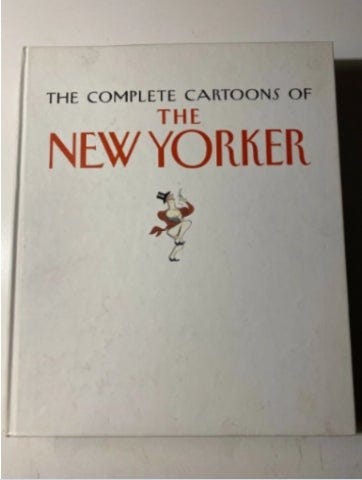 THE COMPLETE CARTOONS OF
THE
NEW YORKER